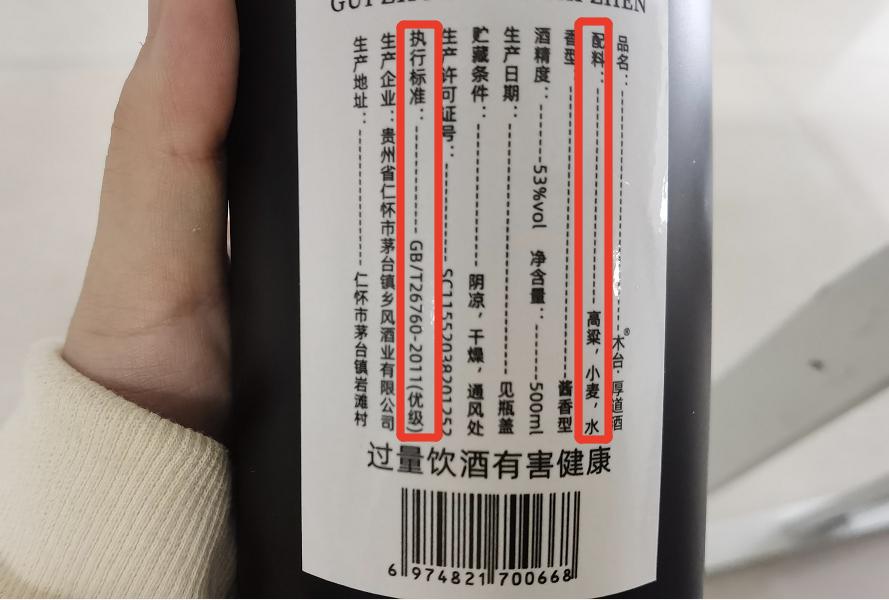 品名：木台·厚道酒
配料：高粱，小麦，水
香型：酱香型
酒精度：53%vol 净含量：500ml
生产日期：见瓶盖
贮藏条件：阴凉，干燥，通风处
生产许可证号：SC11552038201252
执行标准：GB/T26760-2011(优级)
生产企业：贵州省仁怀市茅台镇乡风酒业有限公司
生产地址：仁怀市茅台镇岩滩村
过量饮酒有害健康
6 974821 700668